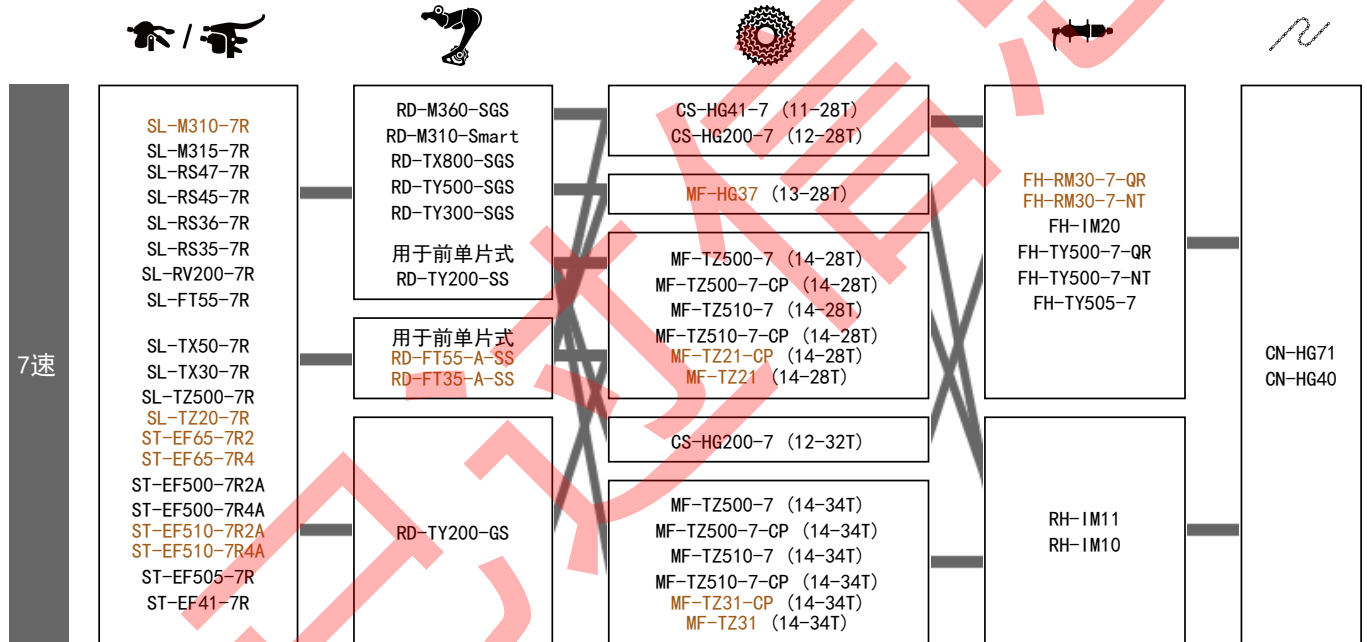 7速
SL-M310-7R
SL-M315-7R
SL-RS47-7R
SL-RS45-7R
SL-RS36-7R
SL-RS35-7R
SL-RV200-7R
SL-FT55-7R
SL-TX50-7R
SL-TX30-7R
SL-TZ500-7R
SL-TZ20-7R
ST-EF65-7R2
ST-EF65-7R4
ST-EF500-7R2A
ST-EF500-7R4A
ST-EF510-7R2A
ST-EF510-7R4A
ST-EF505-7R
ST-EF41-7R
RD-M360-SGS
RD-M310-Smart
RD-TX800-SGS
RD-TY500-SGS
RD-TY300-SGS
用于前单片式
RD-TY200-SS
用于前单片式
RD-FT55-A-SS
RD-FT35-A-SS
RD-TY200-GS
CS-HG41-7 (11-28T)
CS-HG200-7 (12-28T)
MF-HG37 (13-28T)
MF-TZ500-7 (14-28T)
MF-TZ500-7-CP (14-28T)
MF-TZ510-7 (14-28T)
MF-TZ510-7-CP (14-28T)
MF-TZ21-CP (14-28T)
MF-TZ21 (14-28T)
CS-HG200-7 (12-32T)
MF-TZ500-7 (14-34T)
MF-TZ500-7-CP (14-34T)
MF-TZ510-7 (14-34T)
MF-TZ510-7-CP (14-34T)
MF-TZ31-CP (14-34T)
MF-TZ31 (14-34T)
FH-RM30-7-QR
FH-RM30-7-NT
FH-IM20
FH-TY500-7-QR
FH-TY500-7-NT
FH-TY505-7
RH-IM11
RH-IM10
CN-HG71
CN-HG40